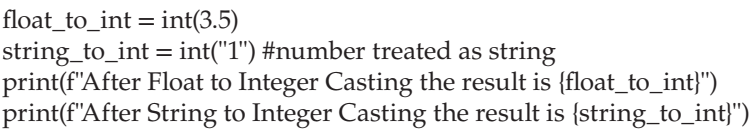 float_to_int = int(3.5)
string_to_int = int("1") #number treated as string
print(f"After Float to Integer Casting the result is {float_to_int}")
print(f"After String to Integer Casting the result is {string_to_int}")